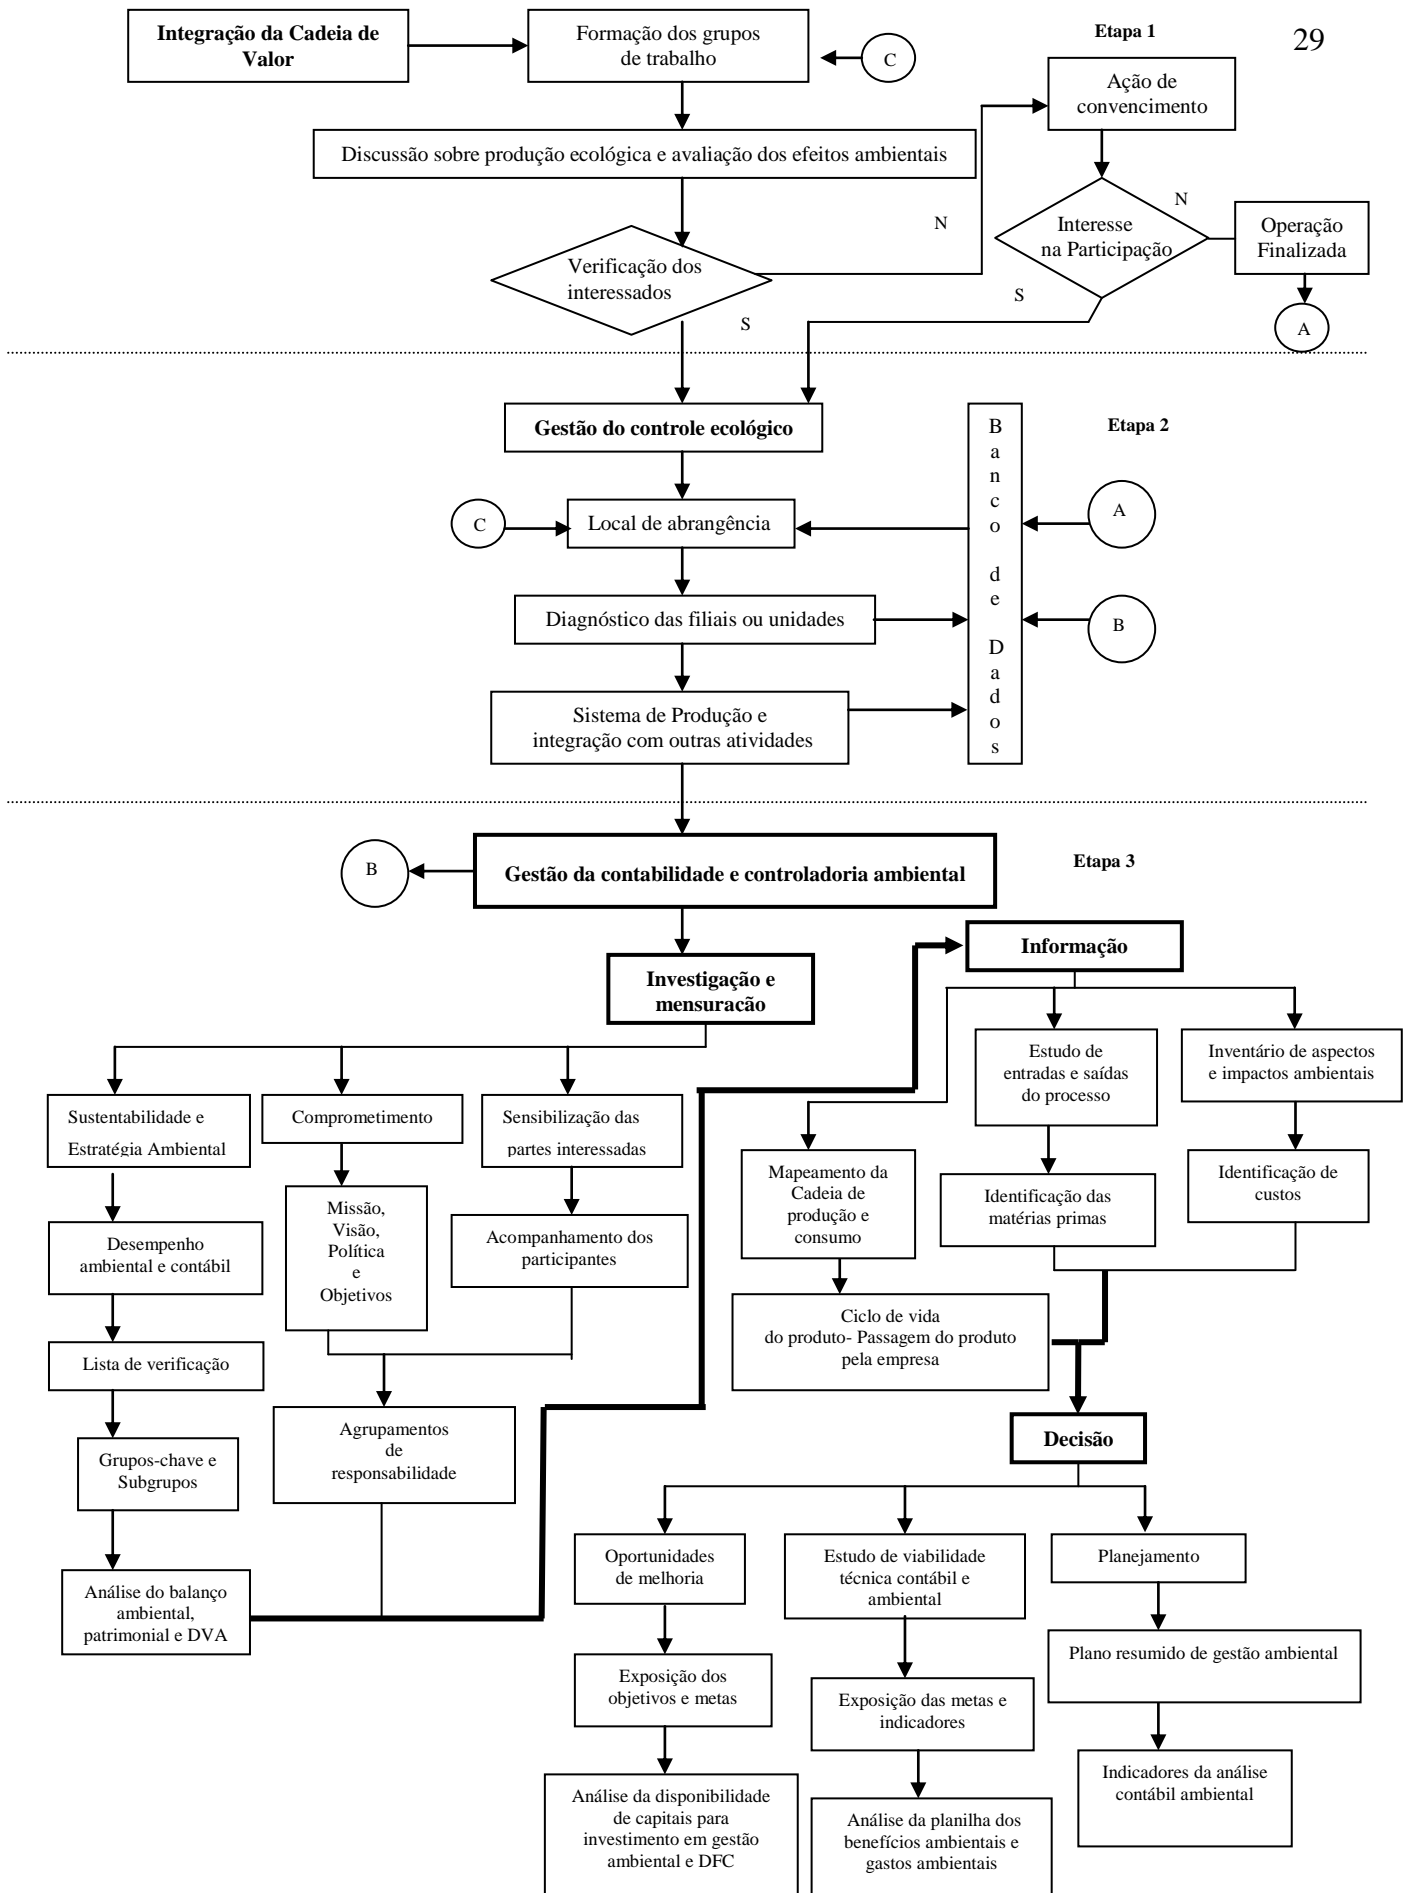 29
Integração da Cadeia de
Valor
Formação dos grupos
de trabalho
C
Etapa 1
Ação de
convencimento
Discussão sobre produção ecológica e avaliação dos efeitos ambientais
N
Verificação dos
interessados
S
Interesse
na Participação
N
S
Operação
Finalizada
A
Gestão do controle ecológico
Etapa 2
Banco de Dados
C
Local de abrangência
A
Diagnóstico das filiais ou unidades
B
Sistema de Produção e
integração com outras atividades
B
Gestão da contabilidade e controladoria ambiental
Etapa 3
Investigação e
mensuração
Informação
Sustentabilidade e
Estratégia Ambiental
Comprometimento
Sensibilização das
partes interessadas
Estudo de
entradas e saídas
do processo
Inventário de aspectos
e impactos ambientais
Desempenho
ambiental e contábil
Missão,
Visão,
Política
e
Objetivos
Acompanhamento dos
participantes
Mapeamento da
Cadeia de
produção e
consumo
Identificação das
matérias primas
Identificação de
custos
Lista de verificação
Ciclo de vida
do produto- Passagem do produto
pela empresa
Grupos-chave e
Subgrupos
Agrupamentos
de
responsabilidade
Decisão
Análise do balanço
ambiental,
patrimonial e DVA
Oportunidades
de melhoria
Estudo de viabilidade
técnica contábil e
ambiental
Planejamento
Exposição dos
objetivos e metas
Exposição das metas e
indicadores
Plano resumido de gestão ambiental
Análise da disponibilidade
de capitais para
investimento em gestão
ambiental e DFC
Análise da planilha dos
benefícios ambientais e
gastos ambientais
Indicadores da análise
contábil ambiental